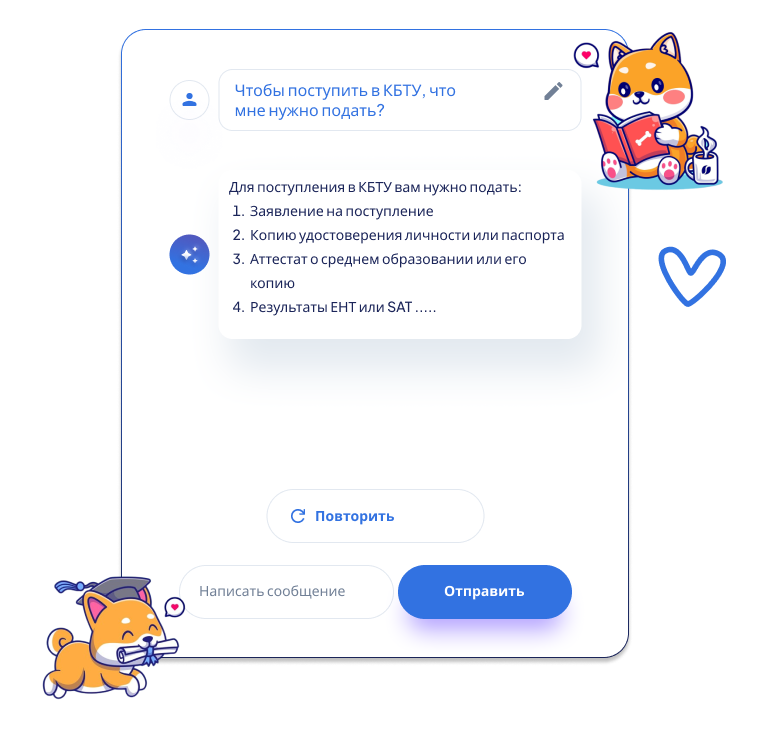 Чтобы поступить в КБТУ, что
мне нужно подать?
Для поступления в КБТУ вам нужно подать:
1. Заявление на поступление
2. Копию удостоверения личности или паспорта
3. Аттестат о среднем образовании или его
копию
4. Результаты ЕНТ или SAT .....
Повторить
Написать сообщение
Отправить